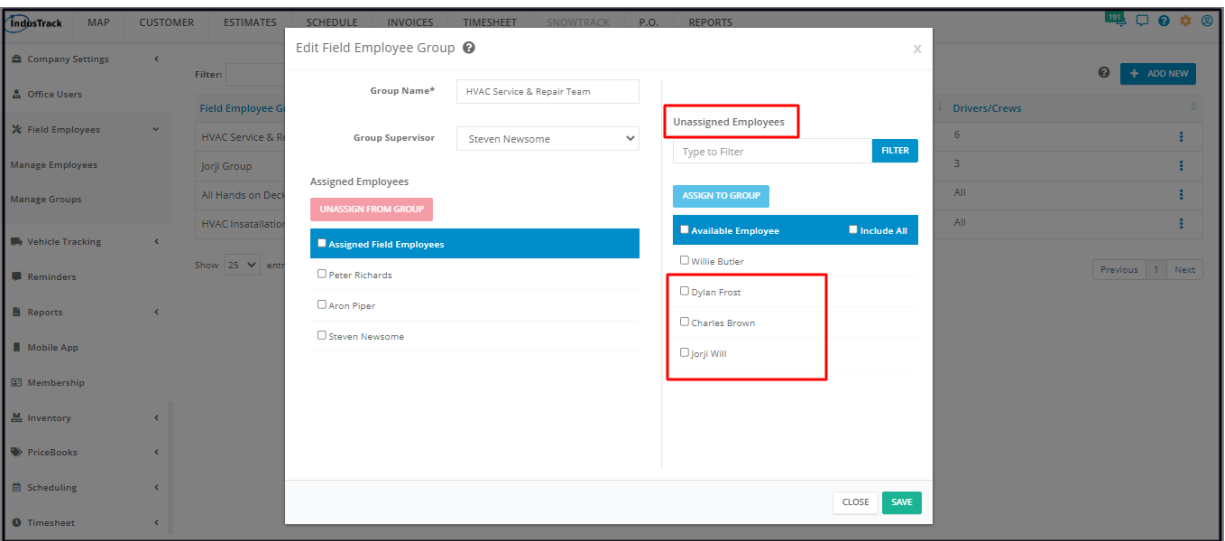 IndusTrack MAP CUSTOMER ESTIMATES SCHEDULE INVOICES TIMESHEET SNOWTRACK P.O. REPORTS 191
Company Settings
Office Users
Field Employees
Manage Employees
Manage Groups
Vehicle Tracking
Reminders
Reports
Mobile App
Membership
Inventory
PriceBooks
Scheduling
Timesheet
Filter:
+ ADD NEW
Field Employee Gr
Drivers/Crews
HVAC Service & Re
6
Jorji Group
3
All Hands on Deck
All
HVAC Insatallation
All
Show 25 entr
Previous 1 Next
Edit Field Employee Group
x
Group Name*
HVAC Service & Repair Team
Group Supervisor
Steven Newsome
Assigned Employees
UNASSIGN FROM GROUP
Assigned Field Employees
Peter Richards
Aron Piper
Steven Newsome
Unassigned Employees
Type to Filter
FILTER
ASSIGN TO GROUP
Available Employee Include All
Willie Butler
Dylan Frost
Charles Brown
Jorji Will
CLOSE SAVE